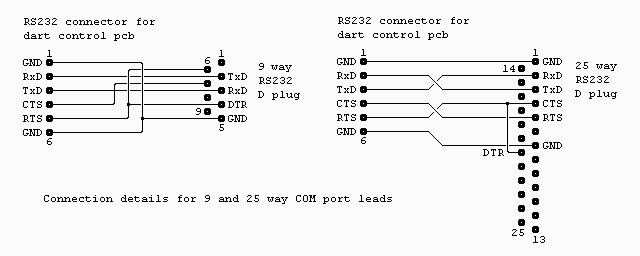 RS232 connector for
dart control pcb
1
GND
RxD
TxD
CTS
RTS
GND
6
6
9
1
TxD
RxD
DTR
GND
5
9 way
RS232
D plug
RS232 connector for
dart control pcb
1
GND
RxD
TxD
CTS
RTS
GND
6
14
DTR
25
1
GND
RxD
TxD
CTS
RTS
GND
13
25 way
RS232
D plug
Connection details for 9 and 25 way COM port leads